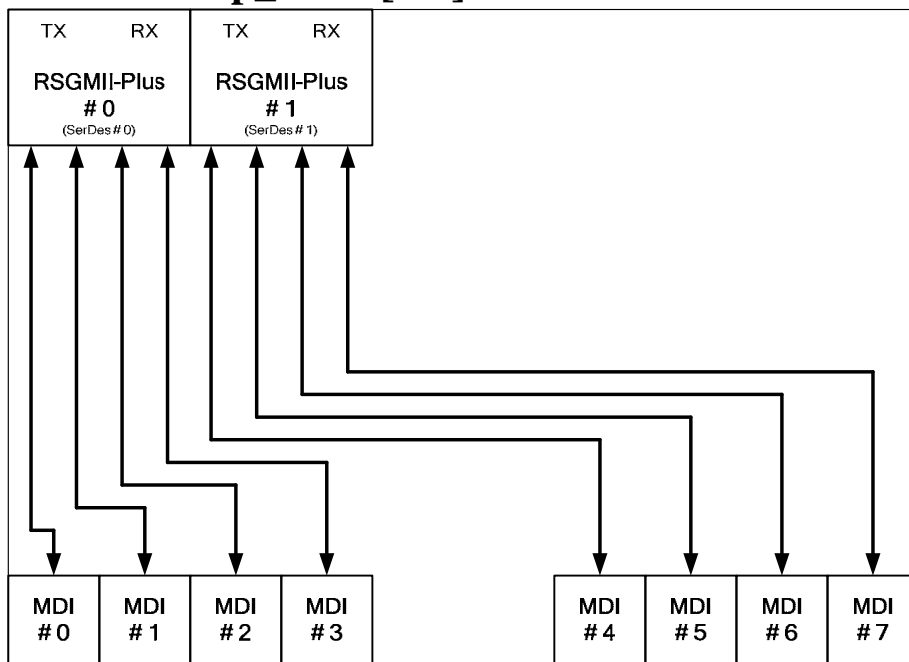 TX RX TX RX
RSGMII-Plus RSGMII-Plus
#0 #1
(SerDes#0) (SerDes#1)
MDI MDI MDI MDI MDI MDI MDI MDI
#0 #1 #2 #3 #4 #5 #6 #7